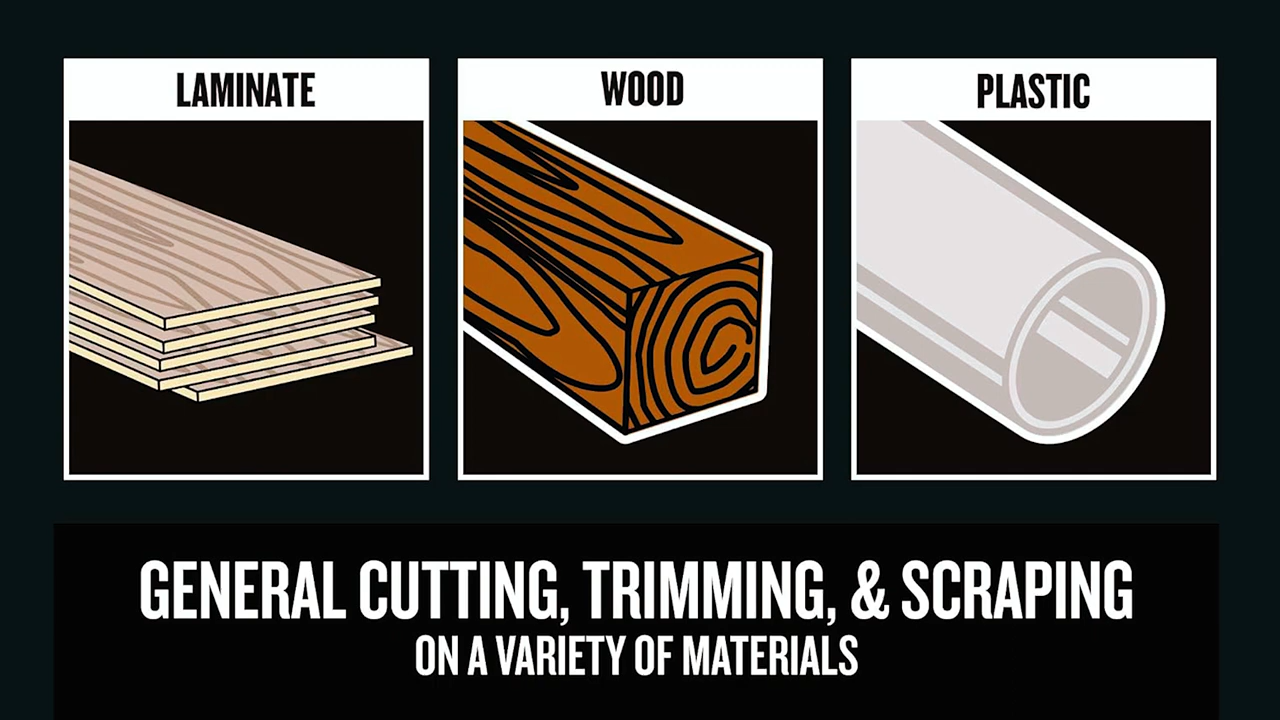 LAMINATE
WOOD
PLASTIC
GENERAL CUTTING, TRIMMING, & SCRAPING
ON A VARIETY OF MATERIALS